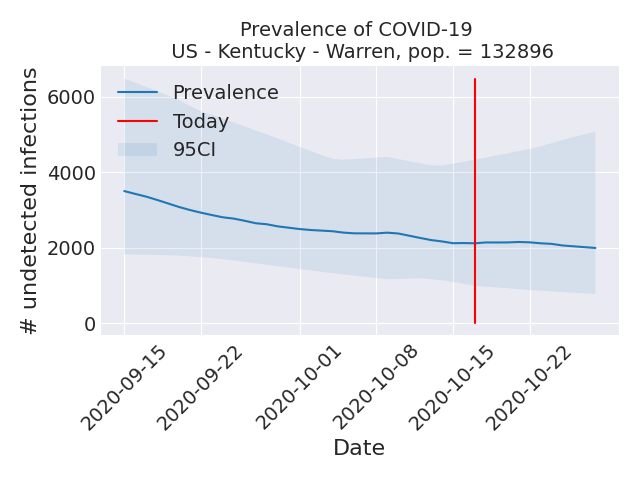 Prevalence of COVID-19
US - Kentucky - Warren, pop. = 132896
# undetected infections
6000
4000
2000
0
Prevalence
Today
95CI
2020-09-15
2020-09-22
2020-10-01
2020-10-08
2020-10-15
2020-10-22
Date